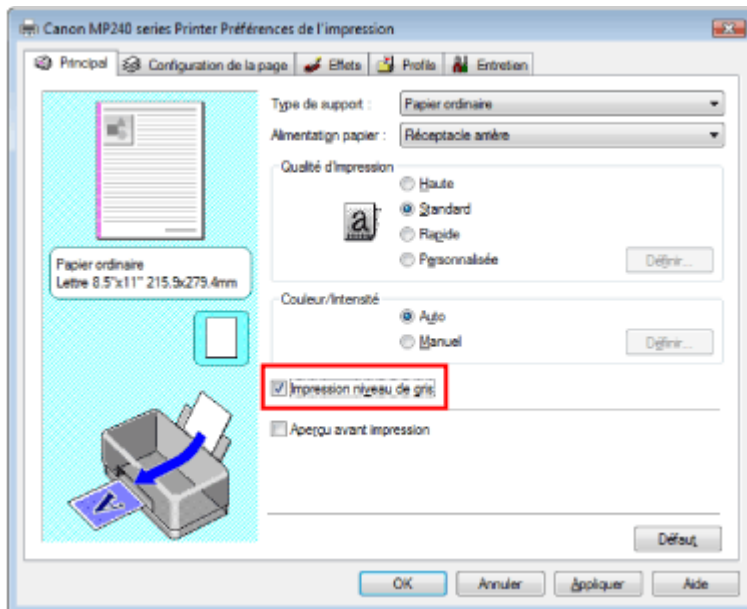 Canon MP240 series Printer Préférences de l'impression
Principal Configuration de la page Effets Profils Entretien
Type de support : Papier ordinaire
Alimentation papier : Réceptacle arrière
Qualité d'impression
Haute
Standard
Rapide
Personnalisée Définir...
Papier ordinaire
Lettre 8.5"x11" 215.9x279.4mm
Couleur/Intensité
Auto
Manuel Définir...
Impression niveau de gris
Aperçu avant impression
Défaut
OK Annuler Appliquer Aide